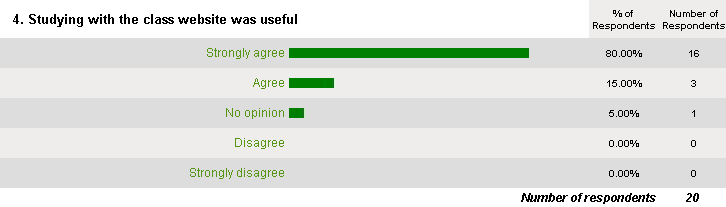 4. Studying with the class website was useful
% of Respondents
Number of Respondents
Strongly agree 80.00% 16
Agree 15.00% 3
No opinion 5.00% 1
Disagree 0.00% 0
Strongly disagree 0.00% 0
Number of respondents 20